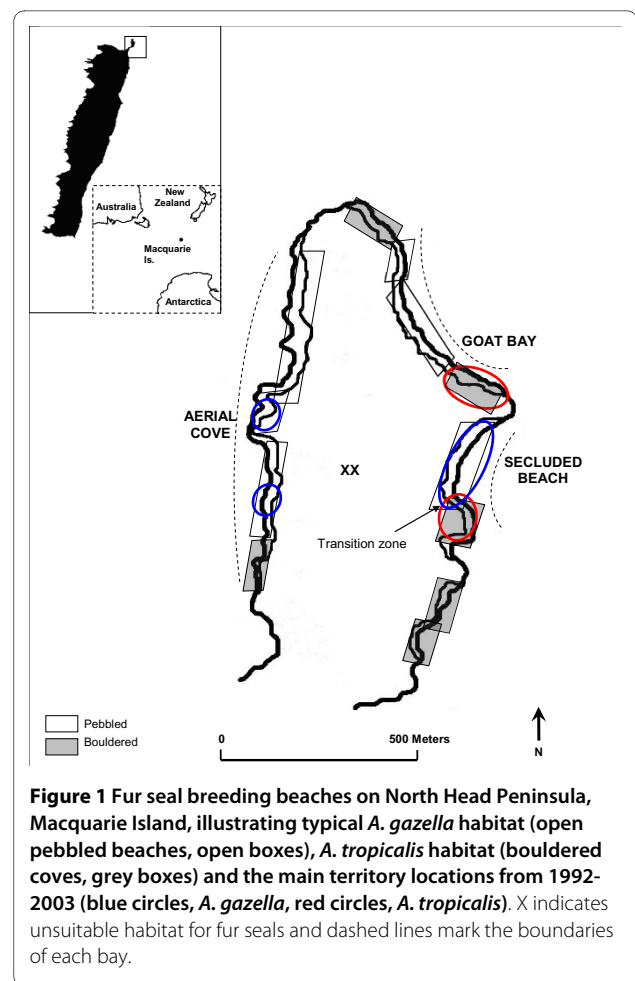 New
Zealand
Australia
Macquarie
Is.
Antarctica
GOAT BAY
AERIAL
COVE
XX
SECLUDED
BEACH
Transition zone
Pebbled
Bouldered
0
500 Meters
N
Figure 1 Fur seal breeding beaches on North Head Peninsula,
Macquarie Island, illustrating typical A. gazella habitat (open
pebbled beaches, open boxes), A. tropicalis habitat (bouldered
coves, grey boxes) and the main territory locations from 1992-
2003 (blue circles, A. gazella, red circles, A. tropicalis). X indicates
unsuitable habitat for fur seals and dashed lines mark the boundaries
of each bay.